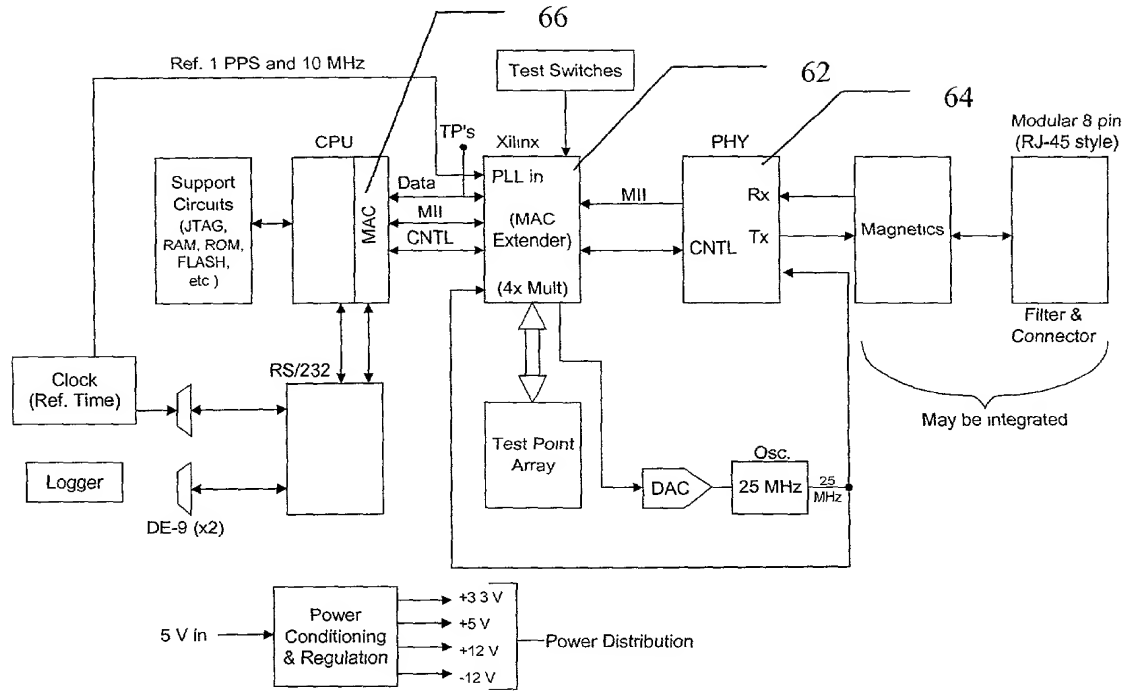 66
62
64
Ref. 1 PPS and 10 MHz
Test Switches
Modular 8 pin
(RJ-45 style)
TP's
CPU
Xilinx
PHY
Support
Circuits
(JTAG,
RAM, ROM,
FLASH,
etc )
MAC
Data
MII
CNTL
PLL in
(MAC
Extender)
(4x Mult)
MII
Rx
Tx
CNTL
Magnetics
Filter &
Connector
RS/232
Clock
(Ref. Time)
May be integrated
Test Point
Array
Osc.
DAC
25 MHz
25
MHz
Logger
DE-9 (x2)
5 V in
Power
Conditioning
& Regulation
+3 3 V
+5 V
+12 V
-12 V
Power Distribution